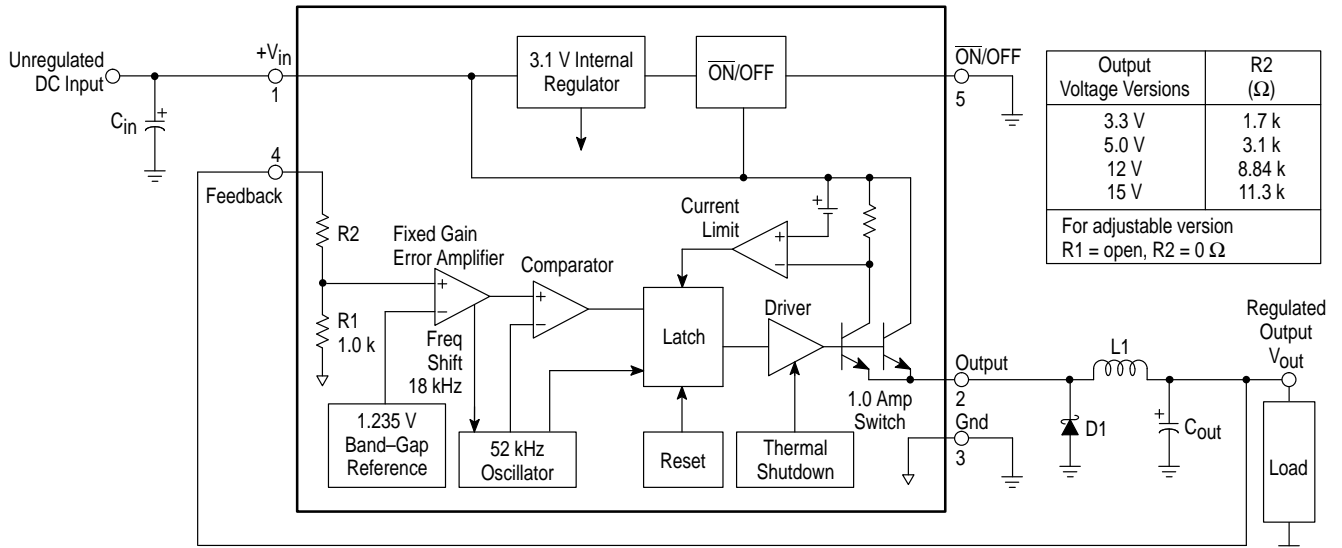 Unregulated
DC Input
Cin
+
+Vin
1
4
Feedback
3.1 V Internal
Regulator
ON/OFF
ON/OFF
5
Output
Voltage Versions
R2
(Ω)
3.3 V
1.7 k
5.0 V
3.1 k
12 V
8.84 k
15 V
11.3 k
For adjustable version
R1 = open, R2 = 0 Ω
R2
R1
1.0 k
Fixed Gain
Error Amplifier
+
–
Comparator
+
–
Freq
Shift
18 kHz
Current
Limit
+
–
+
Latch
Driver
1.0 Amp
Switch
1.235 V
Band–Gap
Reference
52 kHz
Oscillator
Reset
Thermal
Shutdown
Output
2
Gnd
3
D1
L1
+
Cout
Regulated
Output
Vout
Load